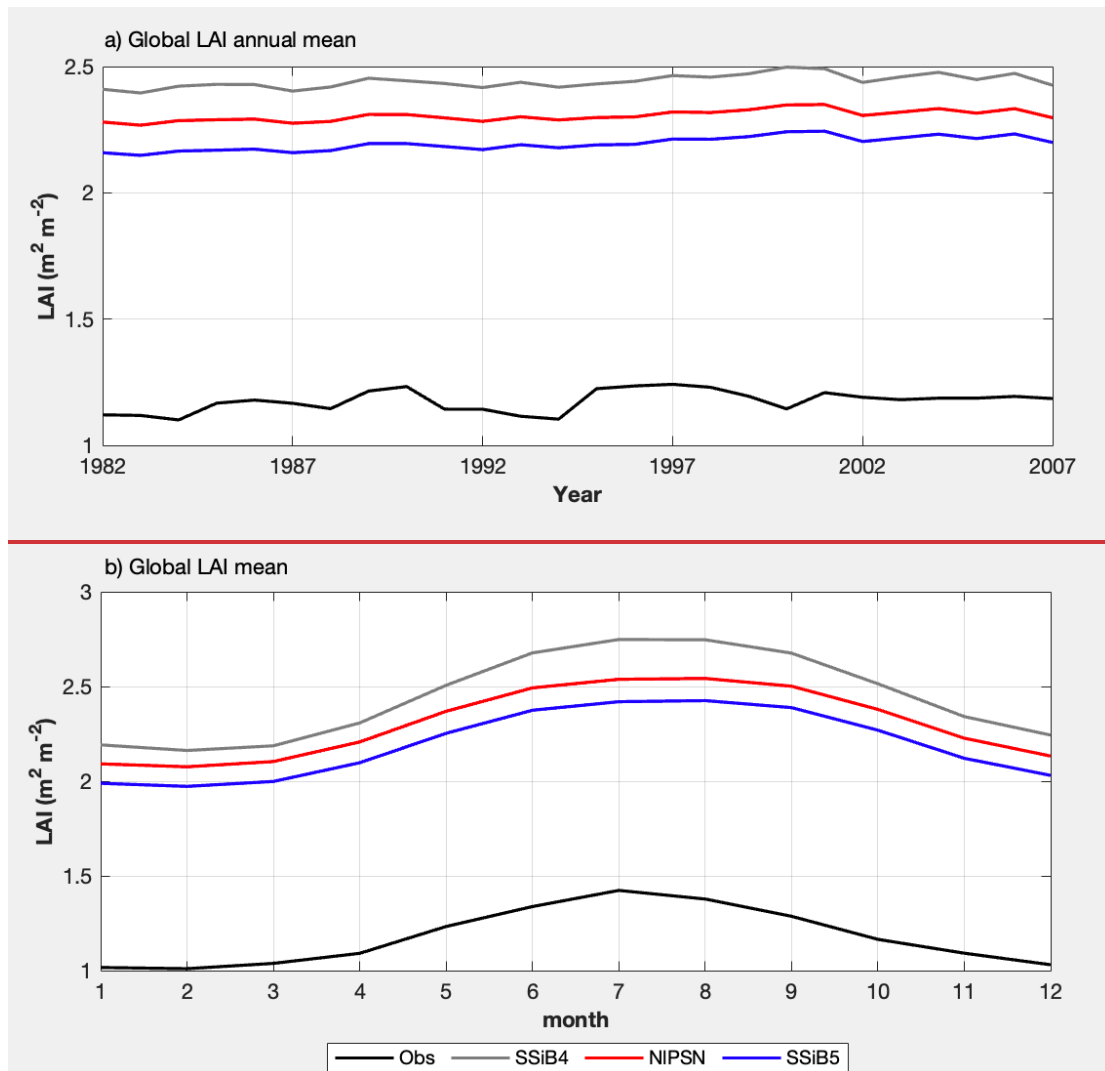 a) Global LAI annual mean
2.5
2
1.5
1
LAI (m² m⁻²)
1982 1987 1992 1997 2002 2007
Year
b) Global LAI mean
3
2.5
2
1.5
1
LAI (m² m⁻²)
1 2 3 4 5 6 7 8 9 10 11 12
month
Obs SSiB4 NIPSN SSiB5